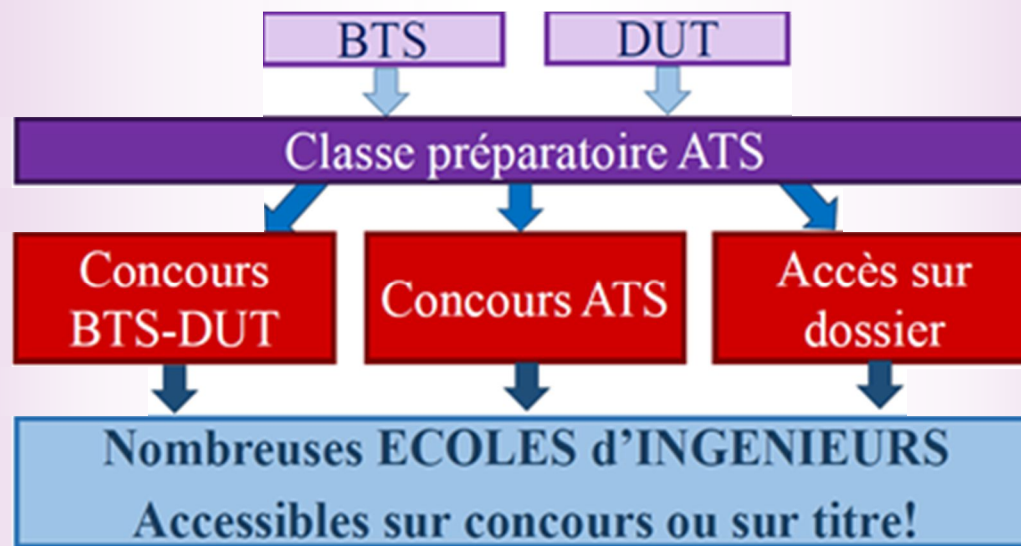 BTS
DUT
Classe préparatoire ATS
Concours
BTS-DUT
Concours ATS
Accès sur
dossier
Nombreuses ECOLES d’INGENIEURS
Accessibles sur concours ou sur titre!